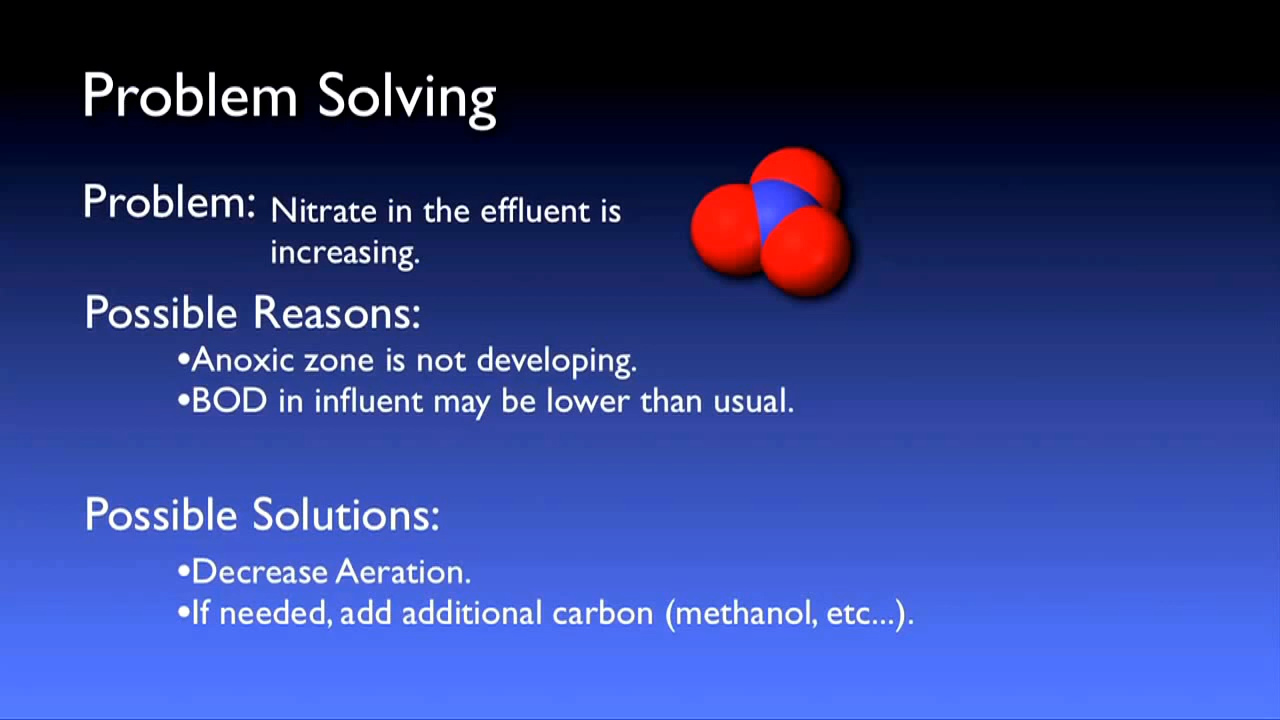 Problem Solving
Problem: Nitrate in the effluent is
increasing.
Possible Reasons:
•Anoxic zone is not developing.
•BOD in influent may be lower than usual.
Possible Solutions:
•Decrease Aeration.
•If needed, add additional carbon (methanol, etc...).